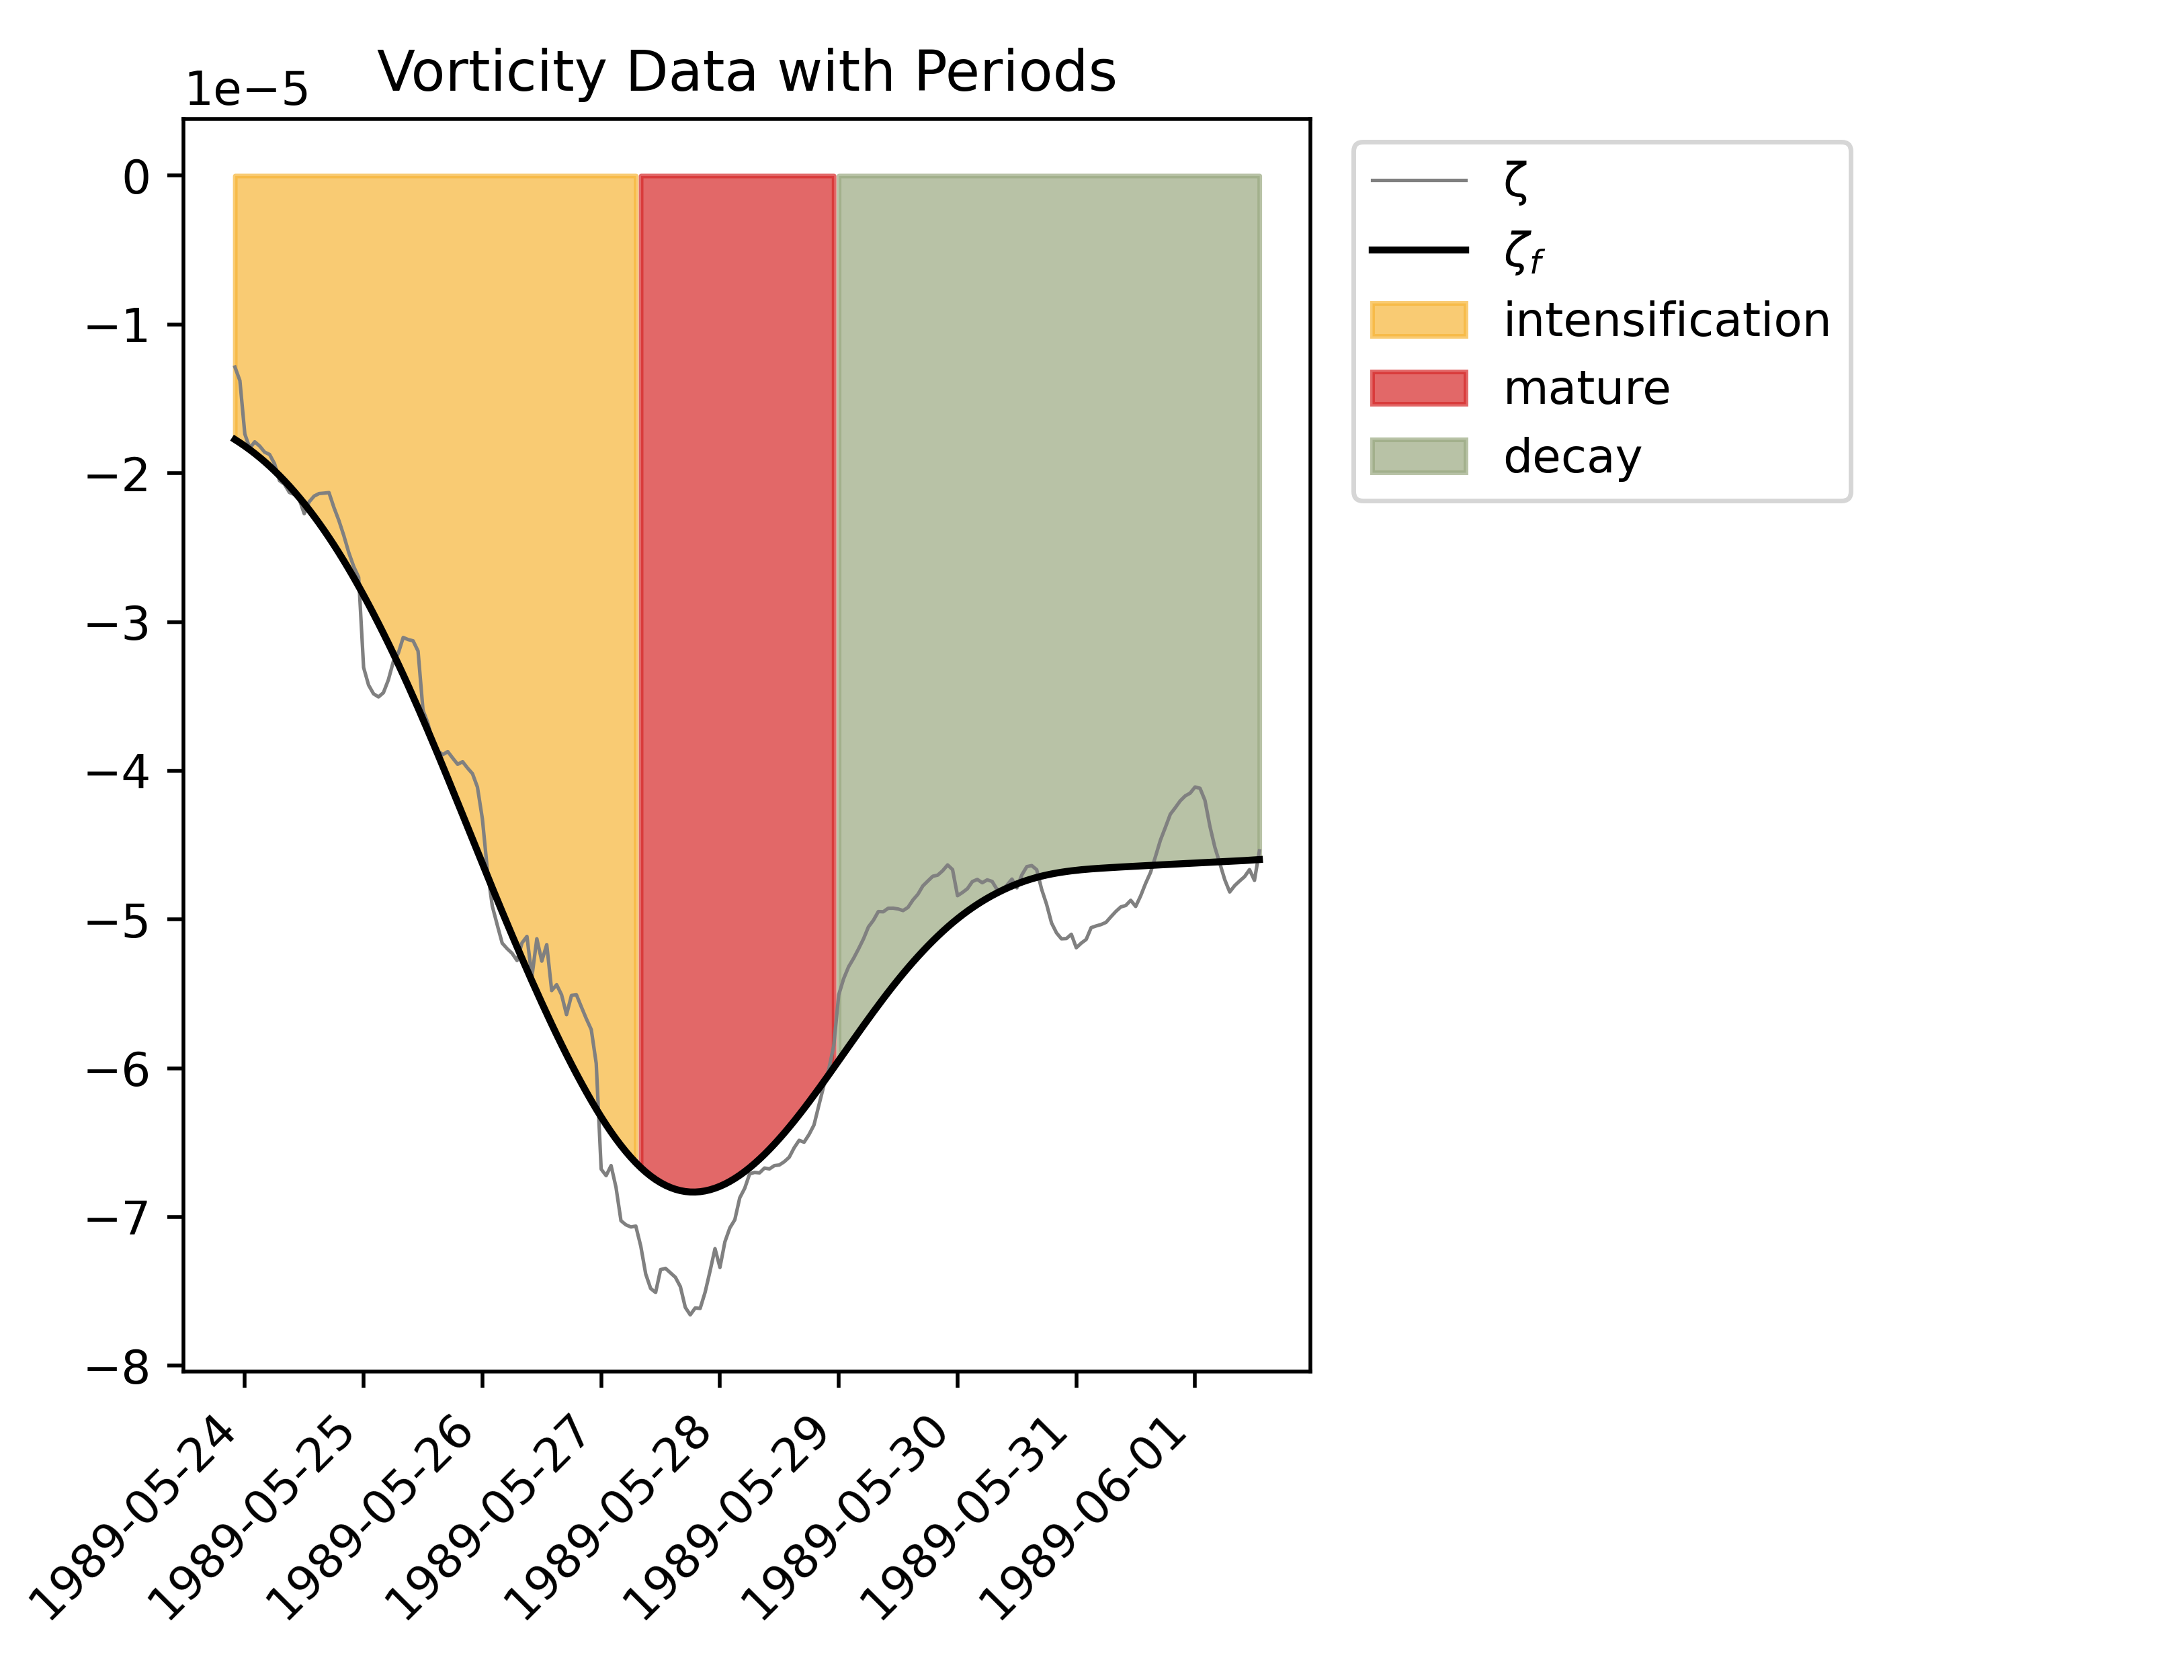 Vorticity Data with Periods
1e−5
0
−1
−2
−3
−4
−5
−6
−7
−8
1989-05-24
1989-05-25
1989-05-26
1989-05-27
1989-05-28
1989-05-29
1989-05-30
1989-05-31
1989-06-01
ζ
ζf
intensification
mature
decay